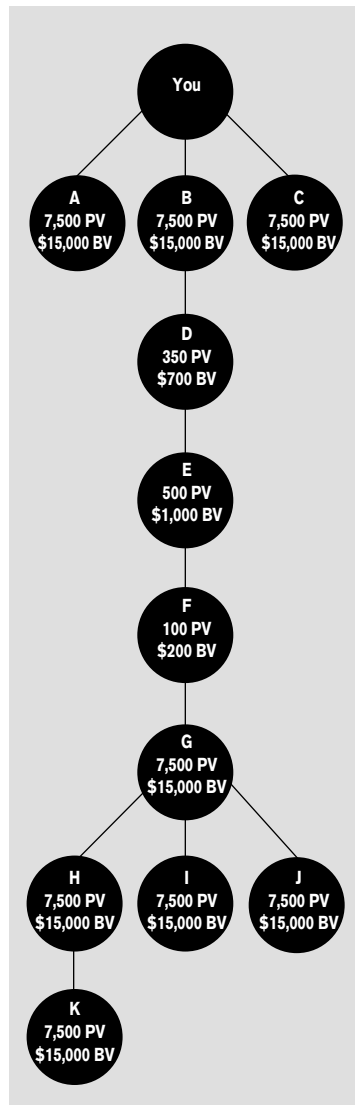 You
A
7,500 PV
$15,000 BV
B
7,500 PV
$15,000 BV
C
7,500 PV
$15,000 BV
D
350 PV
$700 BV
E
500 PV
$1,000 BV
F
100 PV
$200 BV
G
7,500 PV
$15,000 BV
H
7,500 PV
$15,000 BV
I
7,500 PV
$15,000 BV
J
7,500 PV
$15,000 BV
K
7,500 PV
$15,000 BV